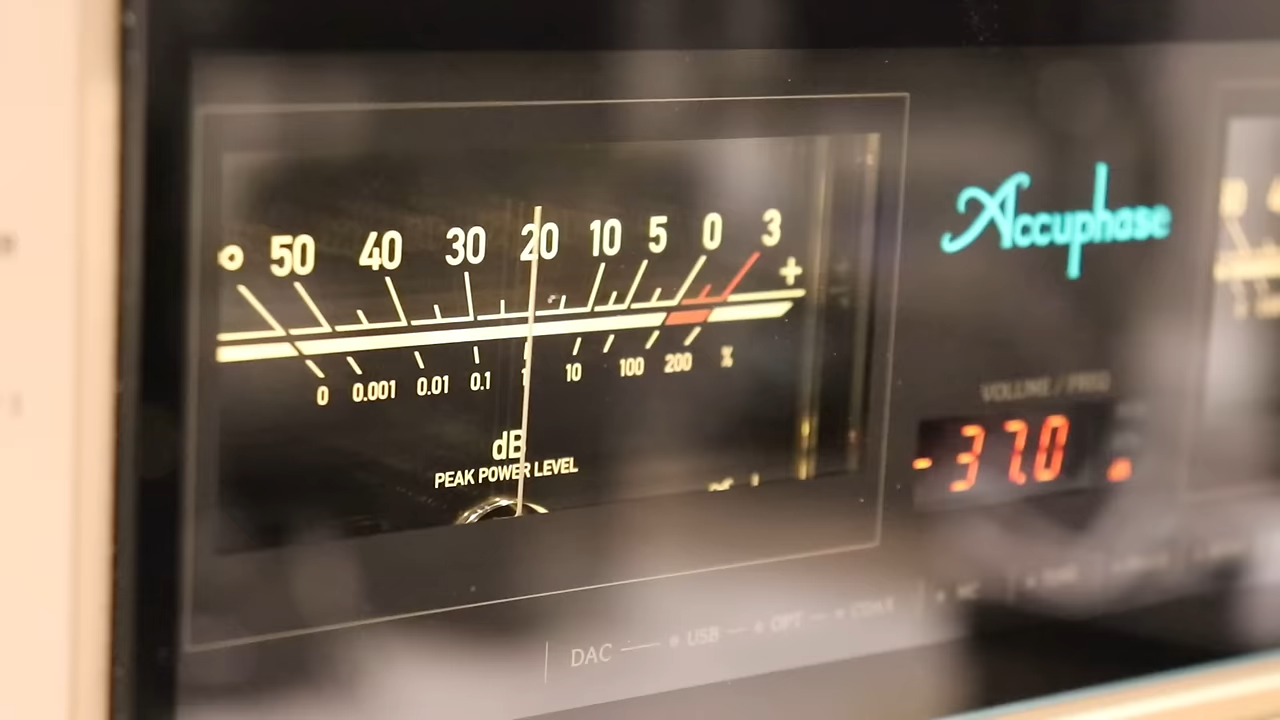 ∞ 50 40 30 20 10 5 0 3
+
0 0.001 0.01 0.1 1 10 100 200 %
dB
PEAK POWER LEVEL
Accuphase
VOLUME / FREQ
-37.0
DAC USB OPT COAX